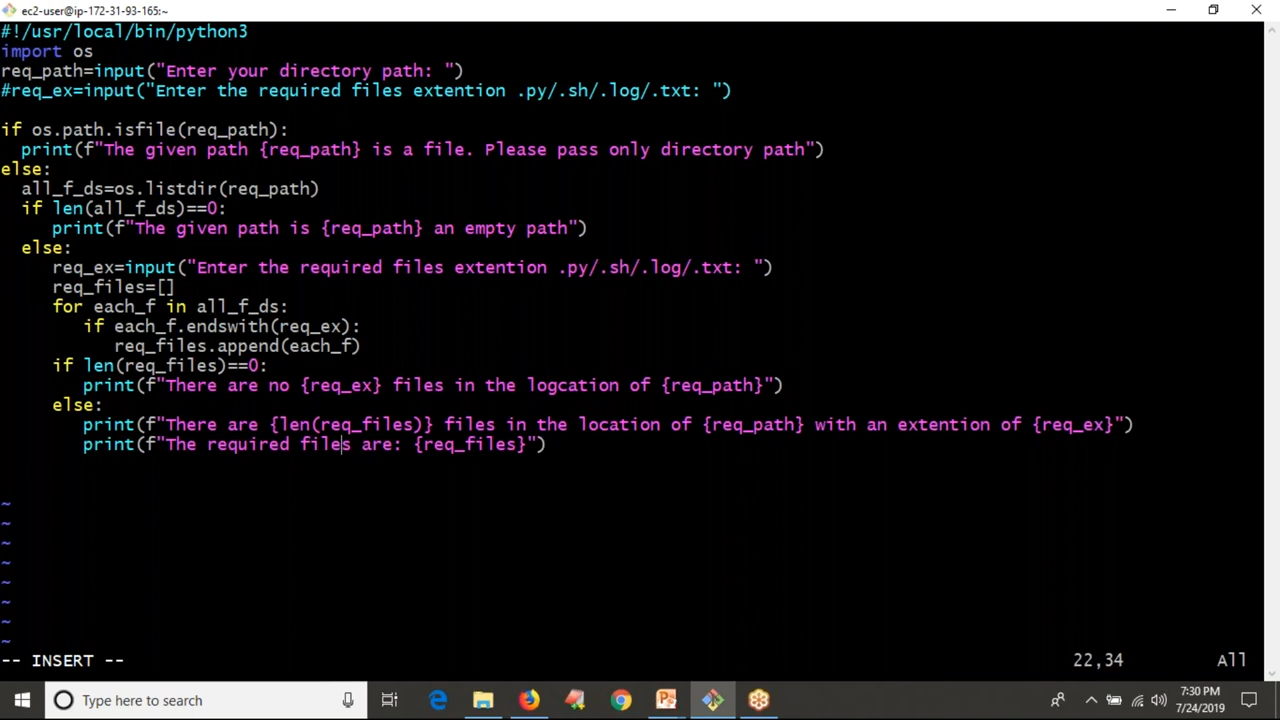 ec2-user@ip-172-31-93-165:~
#!/usr/local/bin/python3
import os
req_path=input("Enter your directory path: ")
#req_ex=input("Enter the required files extention .py/.sh/.log/.txt: ")
if os.path.isfile(req_path):
  print(f"The given path {req_path} is a file. Please pass only directory path")
else:
  all_f_ds=os.listdir(req_path)
  if len(all_f_ds)==0:
     print(f"The given path is {req_path} an empty path")
  else:
     req_ex=input("Enter the required files extention .py/.sh/.log/.txt: ")
     req_files=[]
     for each_f in all_f_ds:
        if each_f.endswith(req_ex):
           req_files.append(each_f)
     if len(req_files)==0:
        print(f"There are no {req_ex} files in the logcation of {req_path}")
     else:
        print(f"There are {len(req_files)} files in the location of {req_path} with an extention of {req_ex}")
        print(f"The required files are: {req_files}")
~
~
~
~
~
~
~
~
-- INSERT -- 22,34 All
Type here to search
7:30 PM
7/24/2019